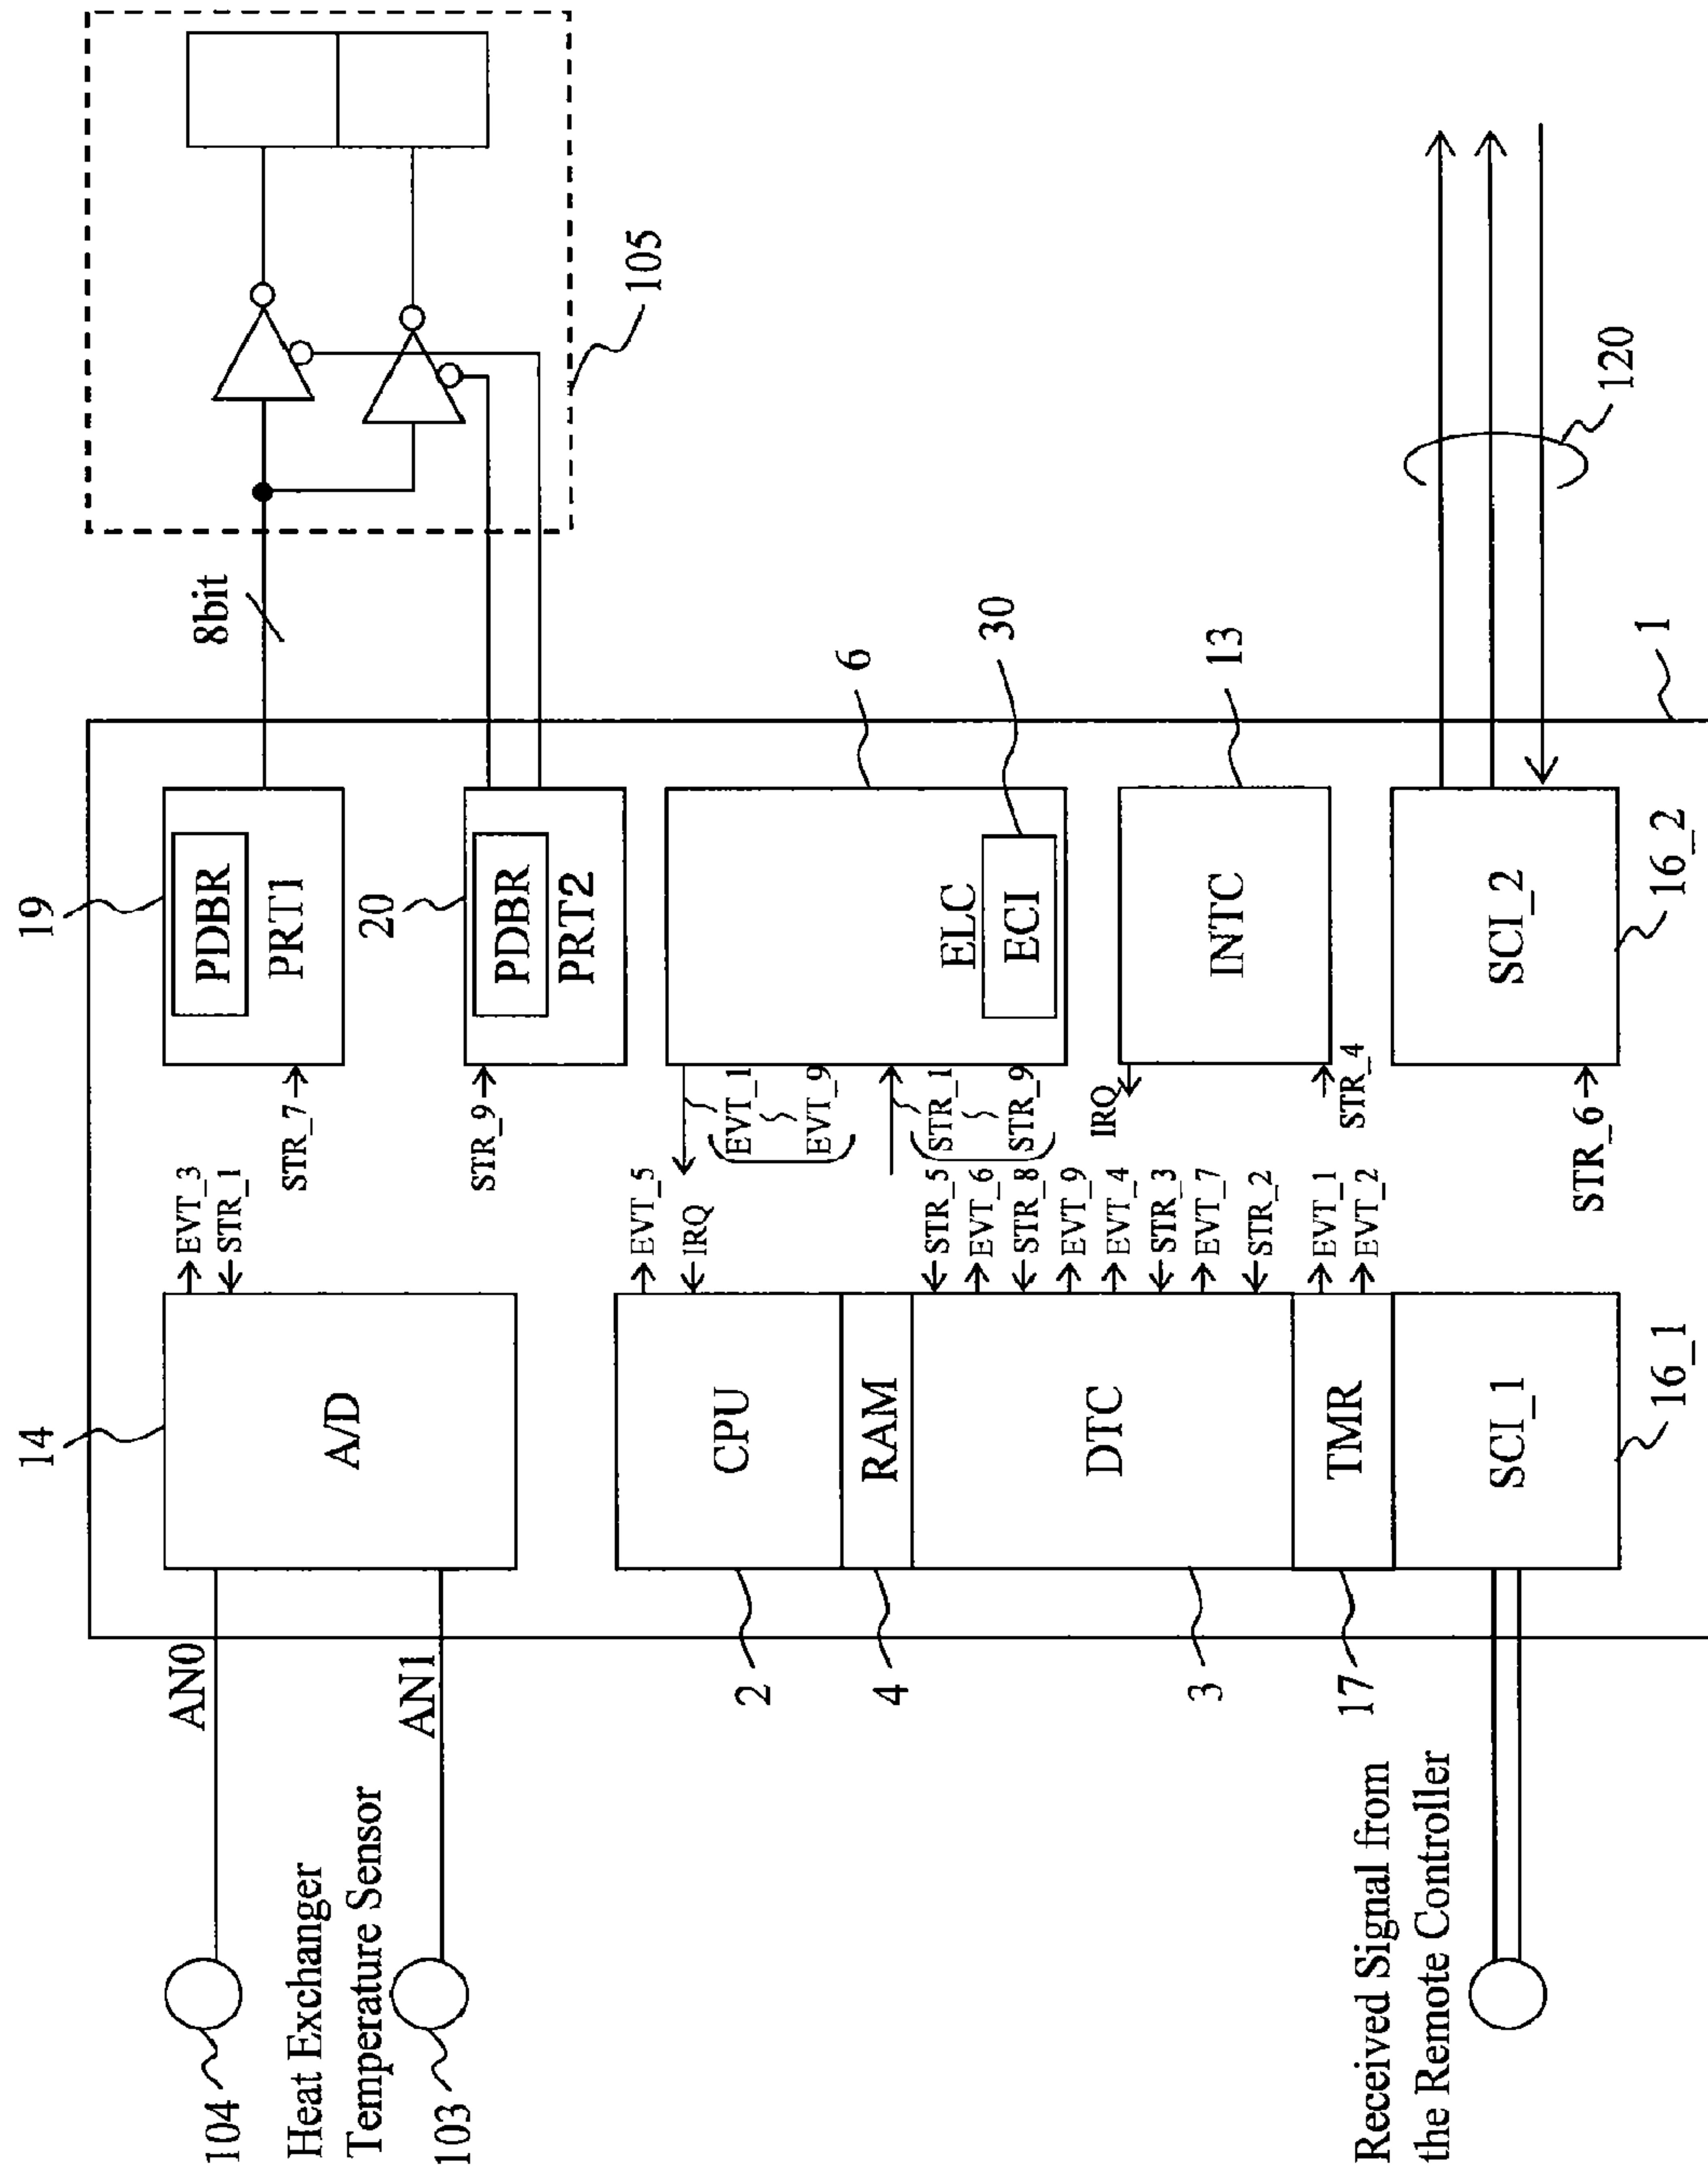 104
Heat Exchanger
Temperature Sensor
103
AN0
AN1
Received Signal from
the Remote Controller
14
A/D
EVT_3
STR_1
2
CPU
EVT_5
IRQ
4
RAM
3
DTC
STR_5
EVT_6
STR_8
EVT_9
EVT_4
STR_3
EVT_7
STR_2
17
TMR
EVT_1
EVT_2
SCI_1
16_1
19
PDBR
PRT1
STR_7
20
PDBR
PRT2
STR_9
6
ELC
ECI
30
EVT_1
EVT_9
STR_1
STR_9
13
INTC
IRQ
STR_4
SCI_2
16_2
STR_6
1
8bit
105
120